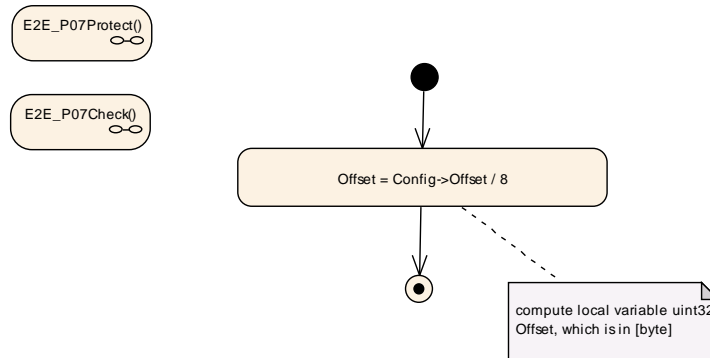 E2E_P07Protect()
E2E_P07Check()
Offset = Config->Offset / 8
compute local variable uint32
Offset, which is in [byte]